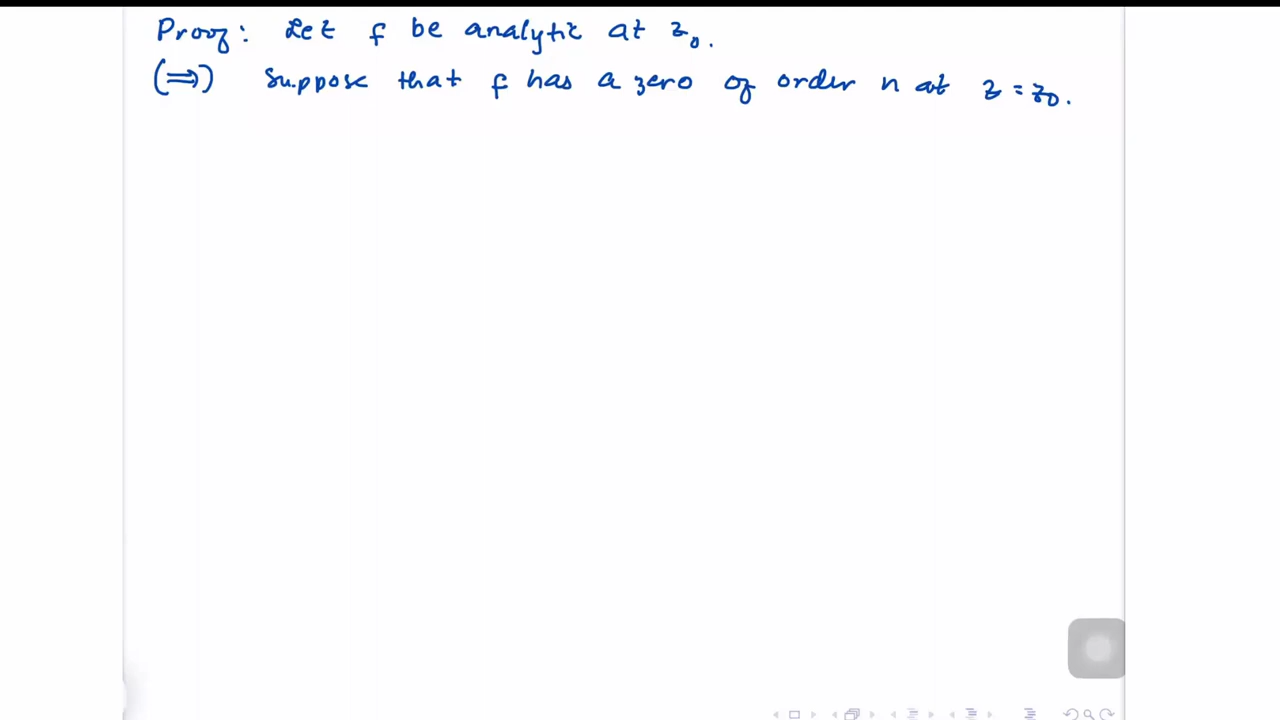 Proof: Let f be analytic at z₀.
(⇒) Suppose that f has a zero of order n at z = z₀.